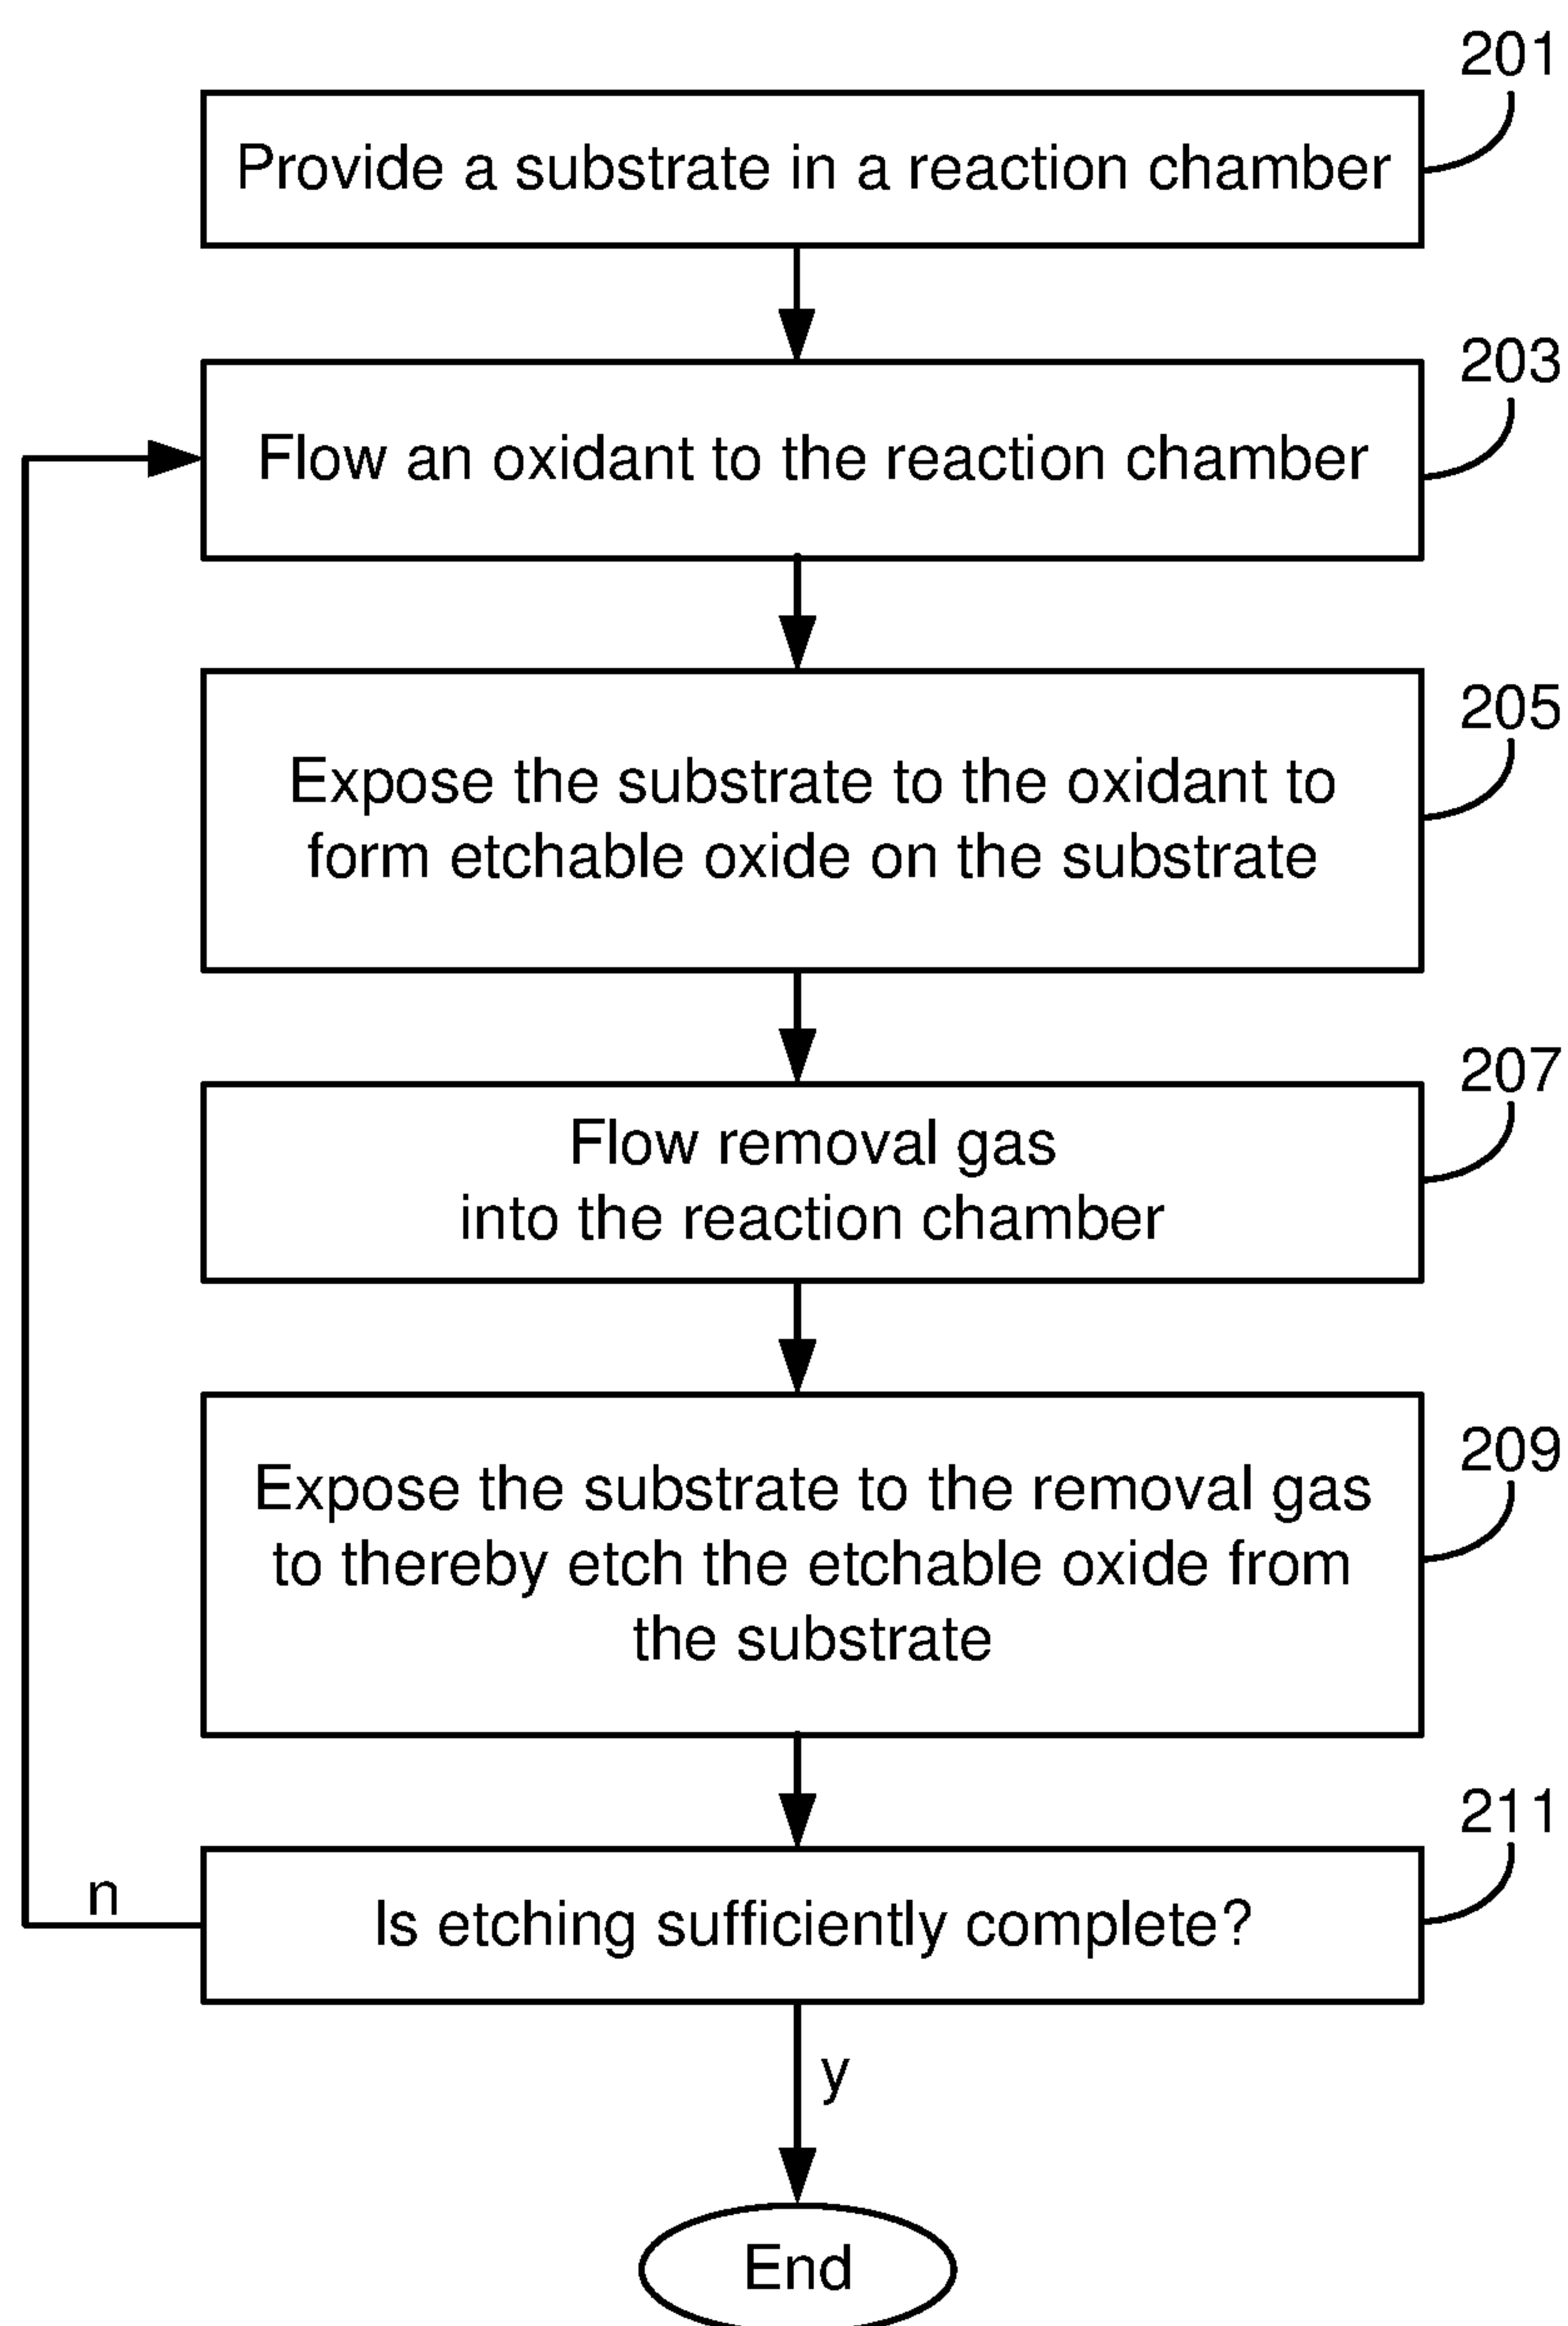 201
Provide a substrate in a reaction chamber
203
Flow an oxidant to the reaction chamber
205
Expose the substrate to the oxidant to
form etchable oxide on the substrate
207
Flow removal gas
into the reaction chamber
209
Expose the substrate to the removal gas
to thereby etch the etchable oxide from
the substrate
211
n
Is etching sufficiently complete?
y
End